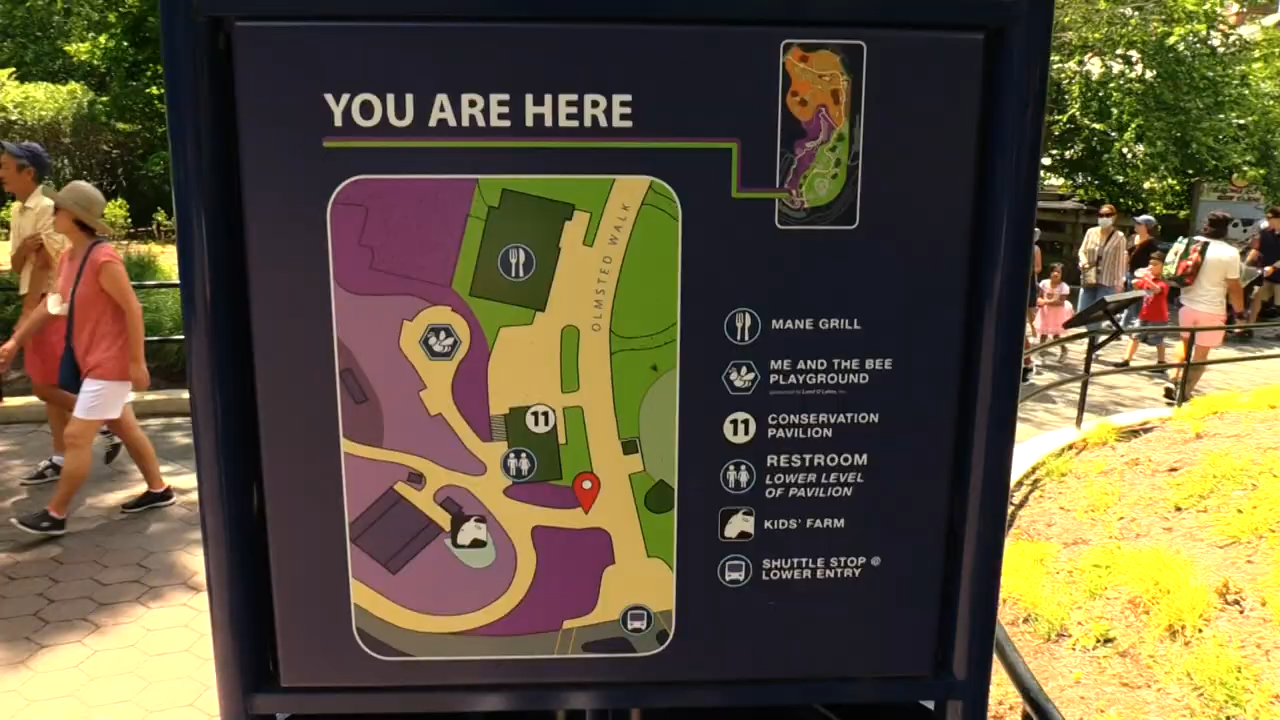 YOU ARE HERE
OLMSTED WALK
11
MANE GRILL
ME AND THE BEE
PLAYGROUND
11
CONSERVATION
PAVILION
RESTROOM
LOWER LEVEL
OF PAVILION
KIDS' FARM
SHUTTLE STOP @
LOWER ENTRY